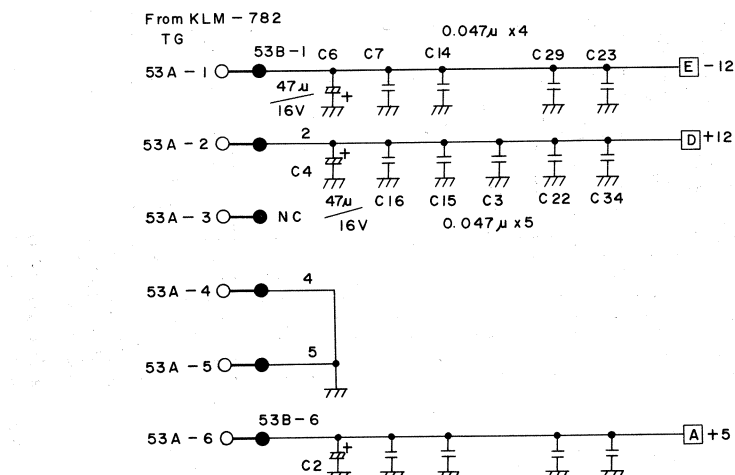 From KLM-782
TG
0.047μ x4
53B-1 C6 C7 C14 C29 C23
53A-1 E -12
47μ/16V +
53A-2 2 D +12
+
C4
47μ/16V C16 C15 C3 C22 C34
53A-3 NC 0.047μ x5
53A-4 4
53A-5 5
53B-6
53A-6 A +5
+
C2